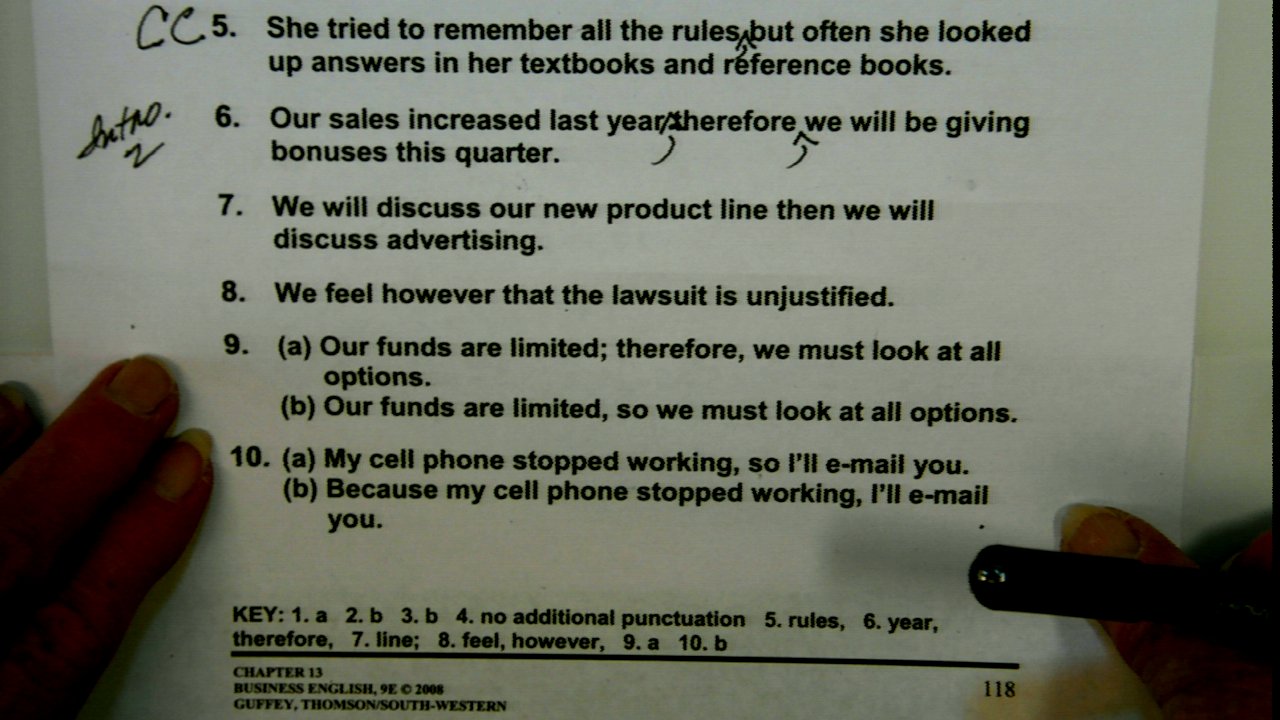 CC 5. She tried to remember all the rules, but often she looked
up answers in her textbooks and reference books.
Intro. 6. Our sales increased last year, therefore, we will be giving
2 bonuses this quarter.
7. We will discuss our new product line then we will
discuss advertising.
8. We feel however that the lawsuit is unjustified.
9. (a) Our funds are limited; therefore, we must look at all
options.
(b) Our funds are limited, so we must look at all options.
10. (a) My cell phone stopped working, so I'll e-mail you.
(b) Because my cell phone stopped working, I'll e-mail
you.
KEY: 1. a 2. b 3. b 4. no additional punctuation 5. rules, 6. year,
therefore, 7. line; 8. feel, however, 9. a 10. b
CHAPTER 13
BUSINESS ENGLISH, 9E © 2008
GUFFEY, THOMSON/SOUTH-WESTERN
118